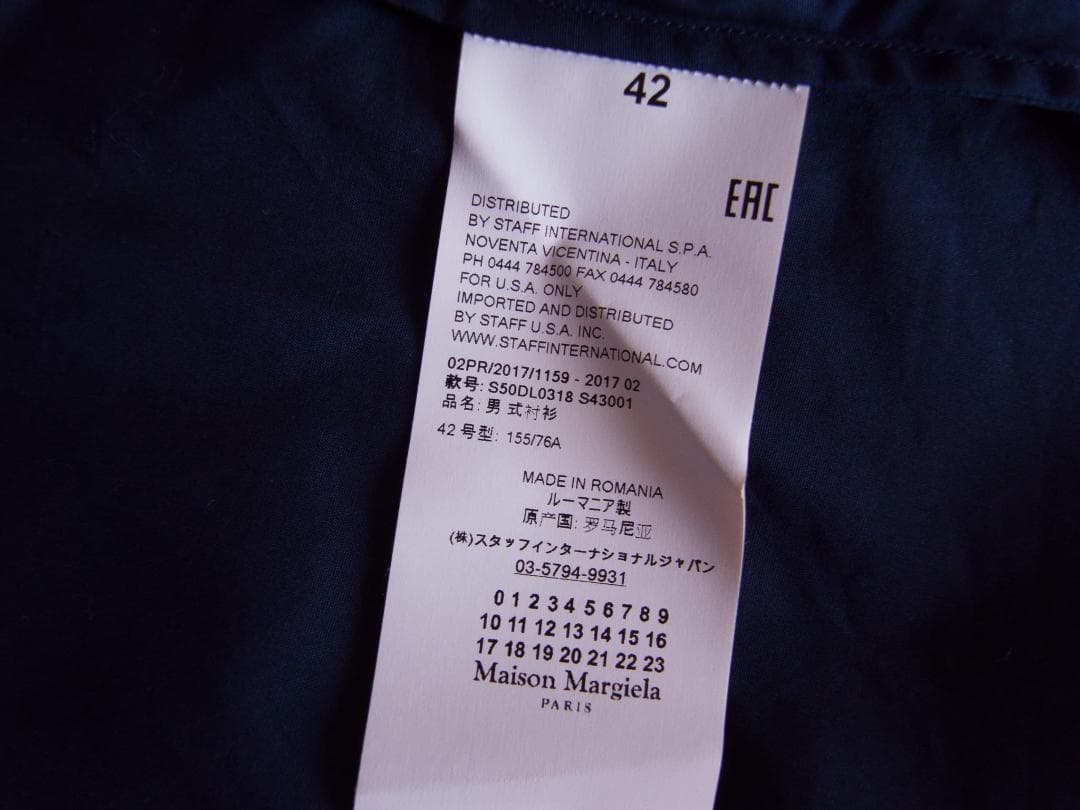 42
EAC
DISTRIBUTED
BY STAFF INTERNATIONAL S.P.A.
NOVENTA VICENTINA - ITALY
PH 0444 784500 FAX 0444 784580
FOR U.S.A. ONLY
IMPORTED AND DISTRIBUTED
BY STAFF U.S.A. INC.
WWW.STAFFINTERNATIONAL.COM
02PR/2017/1159 - 2017 02
款号: S50DL0318 S43001
品名: 男 式衬衫
42 号型: 155/76A
MADE IN ROMANIA
ルーマニア製
原产国: 罗马尼亚
(株)スタッフインターナショナルジャパン
03-5794-9931
0 1 2 3 4 5 6 7 8 9
10 11 12 13 14 15 16
17 18 19 20 21 22 23
Maison Margiela
PARIS